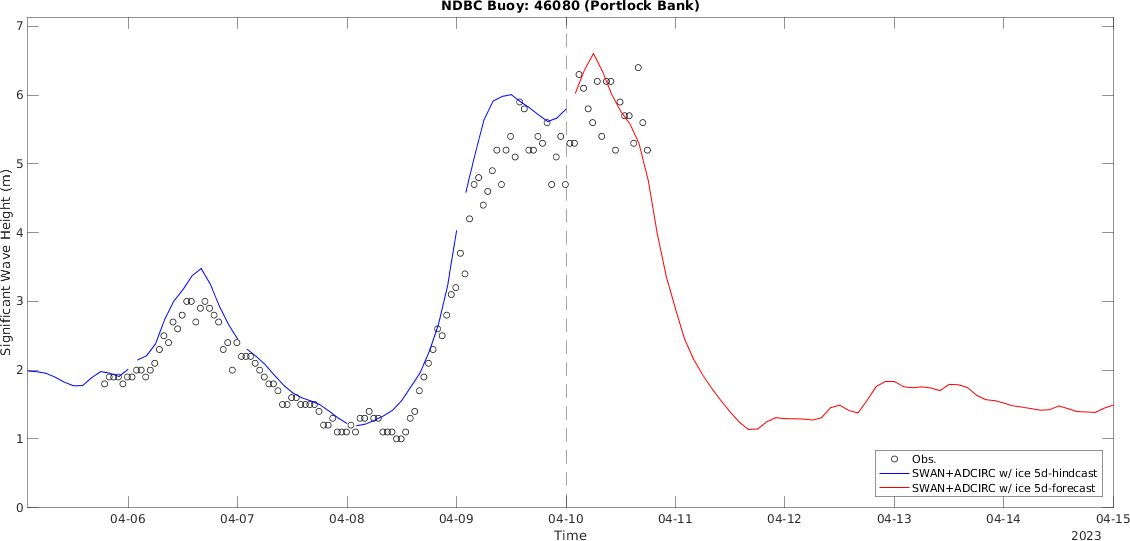 NDBC Buoy: 46080 (Portlock Bank)
Significant Wave Height (m)
7
6
5
4
3
2
1
0
04-06 04-07 04-08 04-09 04-10 04-11 04-12 04-13 04-14 04-15
Time
2023
Obs.
SWAN+ADCIRC w/ ice 5d-hindcast
SWAN+ADCIRC w/ ice 5d-forecast